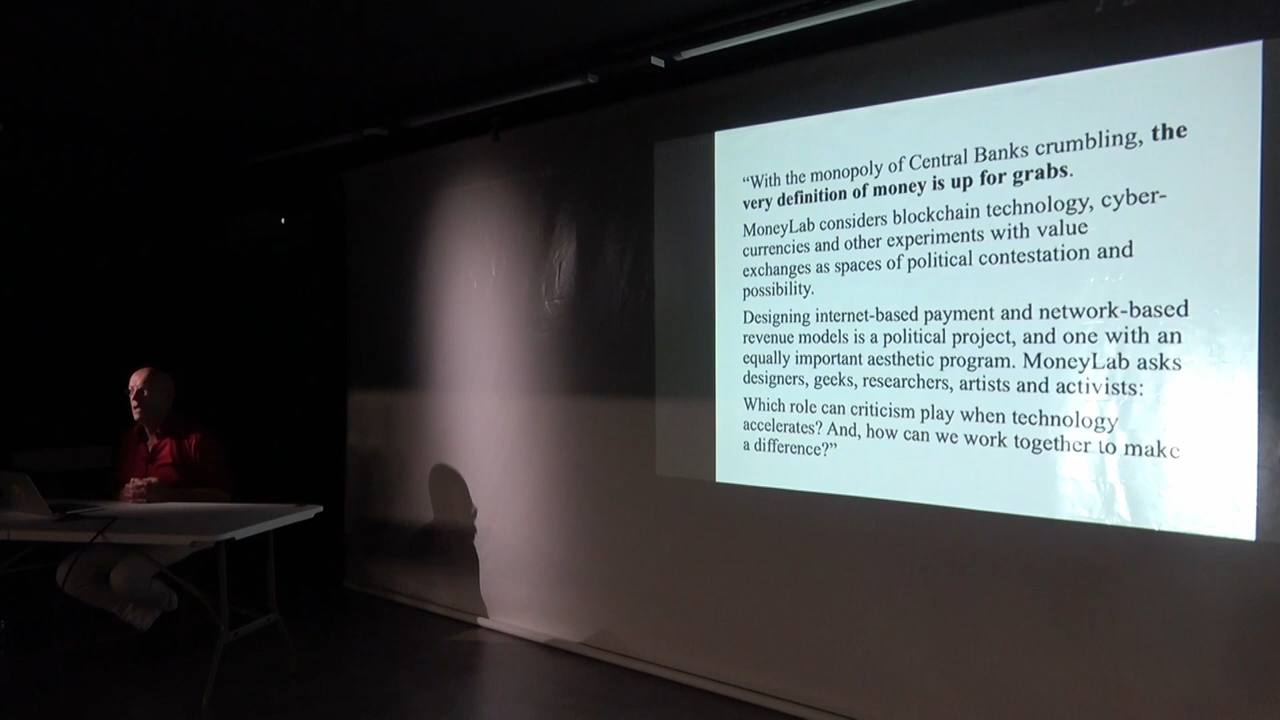 “With the monopoly of Central Banks crumbling, the
very definition of money is up for grabs.
MoneyLab considers blockchain technology, cyber-
currencies and other experiments with value
exchanges as spaces of political contestation and
possibility.
Designing internet-based payment and network-based
revenue models is a political project, and one with an
equally important aesthetic program. MoneyLab asks
designers, geeks, researchers, artists and activists:
Which role can criticism play when technology
accelerates? And, how can we work together to make
a difference?”